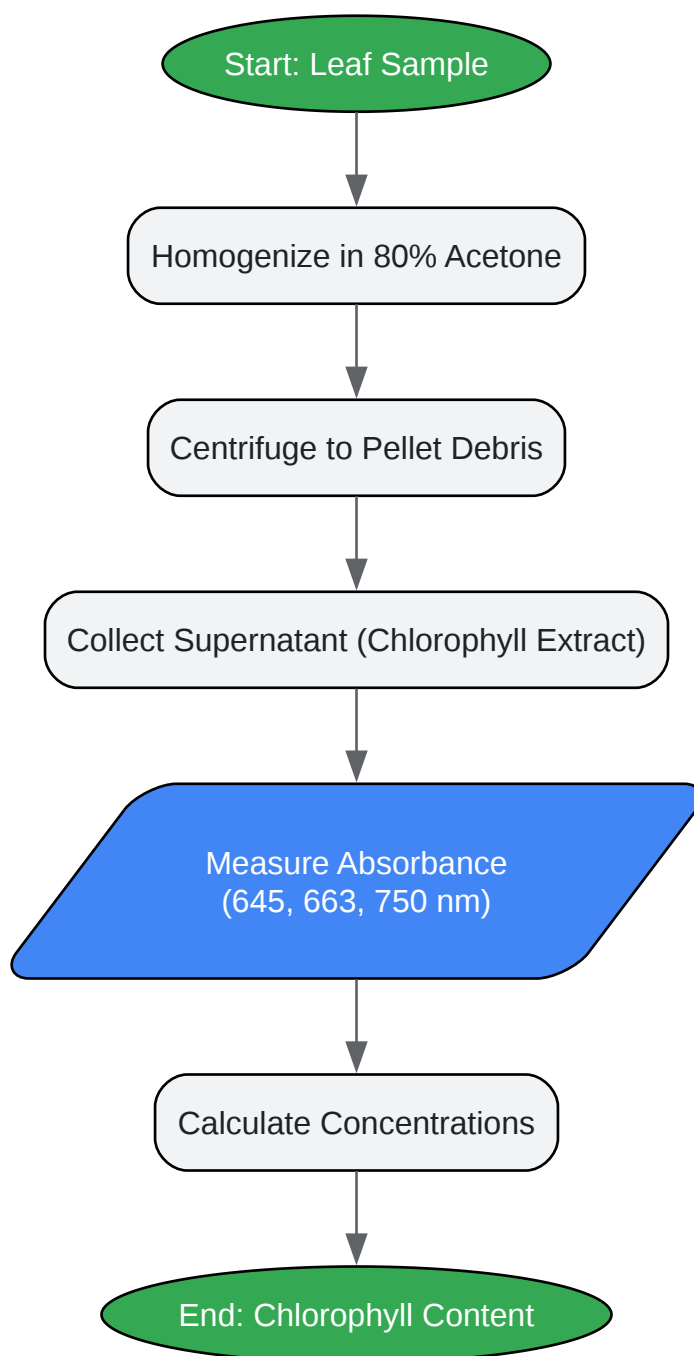 Start: Leaf Sample
Homogenize in 80% Acetone
Centrifuge to Pellet Debris
Collect Supernatant (Chlorophyll Extract)
Measure Absorbance
(645, 663, 750 nm)
Calculate Concentrations
End: Chlorophyll Content